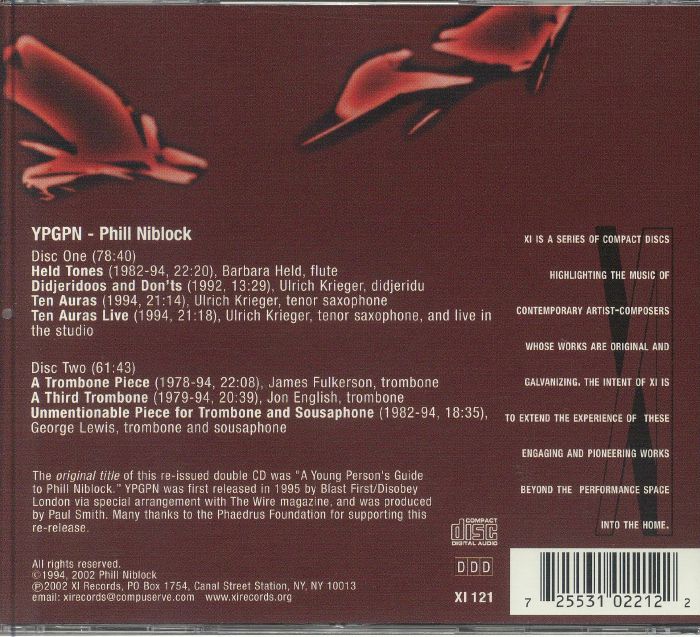 YPGPN - Phill Niblock
Disc One (78:40)
Held Tones (1982-94, 22:20), Barbara Held, flute
Didjeridoos and Don'ts (1992, 13:29), Ulrich Krieger, didjeridu
Ten Auras (1994, 21:14), Ulrich Krieger, tenor saxophone
Ten Auras Live (1994, 21:18), Ulrich Krieger, tenor saxophone, and live in
the studio
Disc Two (61:43)
A Trombone Piece (1978-94, 22:08), James Fulkerson, trombone
A Third Trombone (1979-94, 20:39), Jon English, trombone
Unmentionable Piece for Trombone and Sousaphone (1982-94, 18:35),
George Lewis, trombone and sousaphone
The original title of this re-issued double CD was "A Young Person's Guide
to Phill Niblock." YPGPN was first released in 1995 by Blast First/Disobey
London via special arrangement with The Wire magazine, and was produced
by Paul Smith. Many thanks to the Phaedrus Foundation for supporting this
re-release.
All rights reserved.
©1994, 2002 Phill Niblock
℗2002 XI Records, PO Box 1754, Canal Street Station, NY, NY 10013
email: xirecords@compuserve.com www.xirecords.org
XI IS A SERIES OF COMPACT DISCS
HIGHLIGHTING THE MUSIC OF
CONTEMPORARY ARTIST-COMPOSERS
WHOSE WORKS ARE ORIGINAL AND
GALVANIZING. THE INTENT OF XI IS
TO EXTEND THE EXPERIENCE OF THESE
ENGAGING AND PIONEERING WORKS
BEYOND THE PERFORMANCE SPACE
INTO THE HOME.
XI
COMPACT
disc
DIGITAL AUDIO
DDD
XI 121
7 25531 02212 2